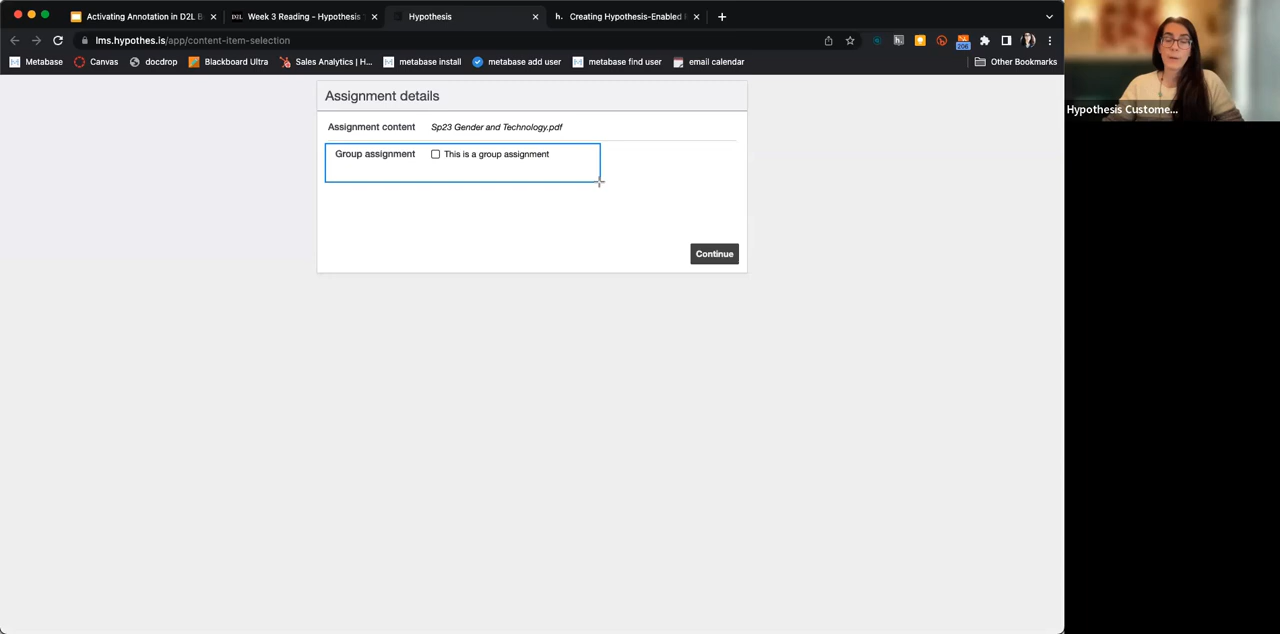 Activating Annotation in D2L B
D2L Week 3 Reading - Hypothesis
Hypothesis
h. Creating Hypothesis-Enabled
lms.hypothes.is/app/content-item-selection
206
Metabase Canvas docdrop Blackboard Ultra Sales Analytics | H... metabase install metabase add user metabase find user email calendar Other Bookmarks
Hypothesis Custome...
Assignment details
Assignment content Sp23 Gender and Technology.pdf
Group assignment This is a group assignment
Continue